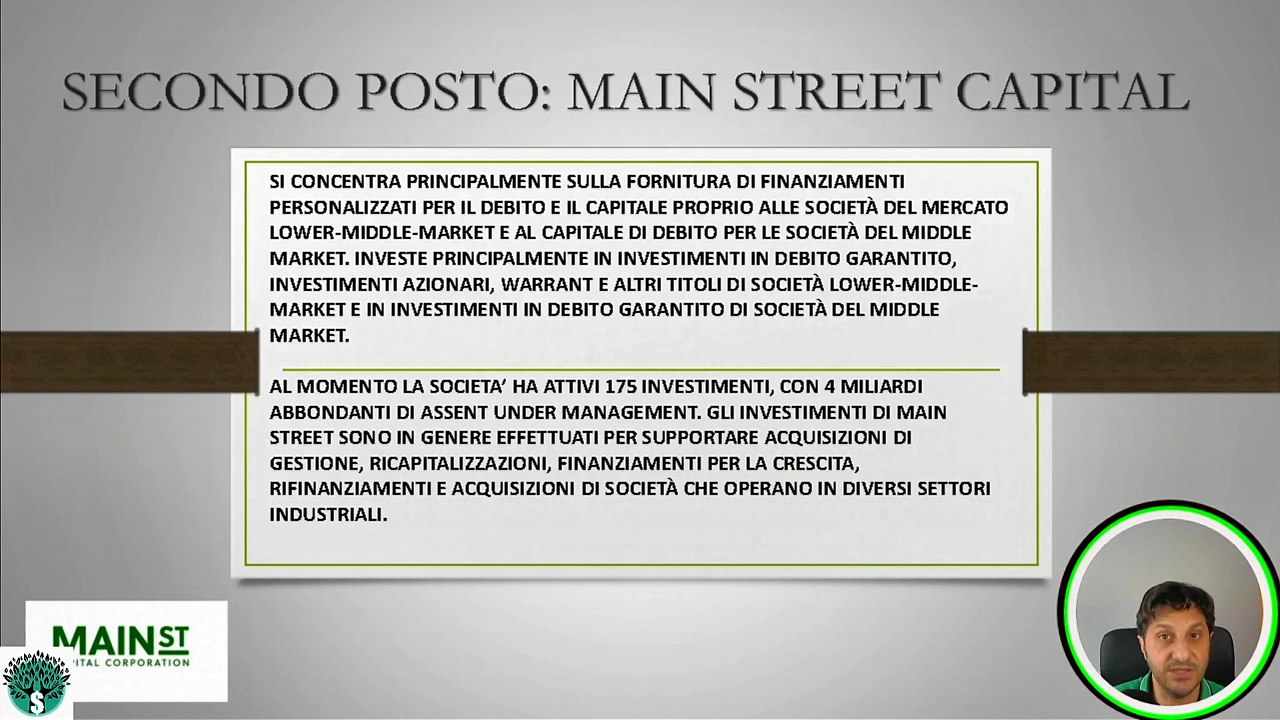 SECONDO POSTO: MAIN STREET CAPITAL
SI CONCENTRA PRINCIPALMENTE SULLA FORNITURA DI FINANZIAMENTI
PERSONALIZZATI PER IL DEBITO E IL CAPITALE PROPRIO ALLE SOCIETÀ DEL MERCATO
LOWER-MIDDLE-MARKET E AL CAPITALE DI DEBITO PER LE SOCIETÀ DEL MIDDLE
MARKET. INVESTE PRINCIPALMENTE IN INVESTIMENTI IN DEBITO GARANTITO,
INVESTIMENTI AZIONARI, WARRANT E ALTRI TITOLI DI SOCIETÀ LOWER-MIDDLE-
MARKET E IN INVESTIMENTI IN DEBITO GARANTITO DI SOCIETÀ DEL MIDDLE
MARKET.
AL MOMENTO LA SOCIETA’ HA ATTIVI 175 INVESTIMENTI, CON 4 MILIARDI
ABBONDANTI DI ASSENT UNDER MANAGEMENT. GLI INVESTIMENTI DI MAIN
STREET SONO IN GENERE EFFETTUATI PER SUPPORTARE ACQUISIZIONI DI
GESTIONE, RICAPITALIZZAZIONI, FINANZIAMENTI PER LA CRESCITA,
RIFINANZIAMENTI E ACQUISIZIONI DI SOCIETÀ CHE OPERANO IN DIVERSI SETTORI
INDUSTRIALI.
MAIN ST
ITAL CORPORATION
$